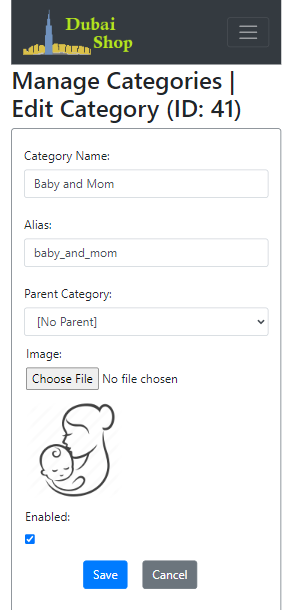 Dubai
Shop
Manage Categories |
Edit Category (ID: 41)
Category Name:
Baby and Mom
Alias:
baby_and_mom
Parent Category:
[No Parent]
Image:
Choose File No file chosen
Enabled:
Save Cancel